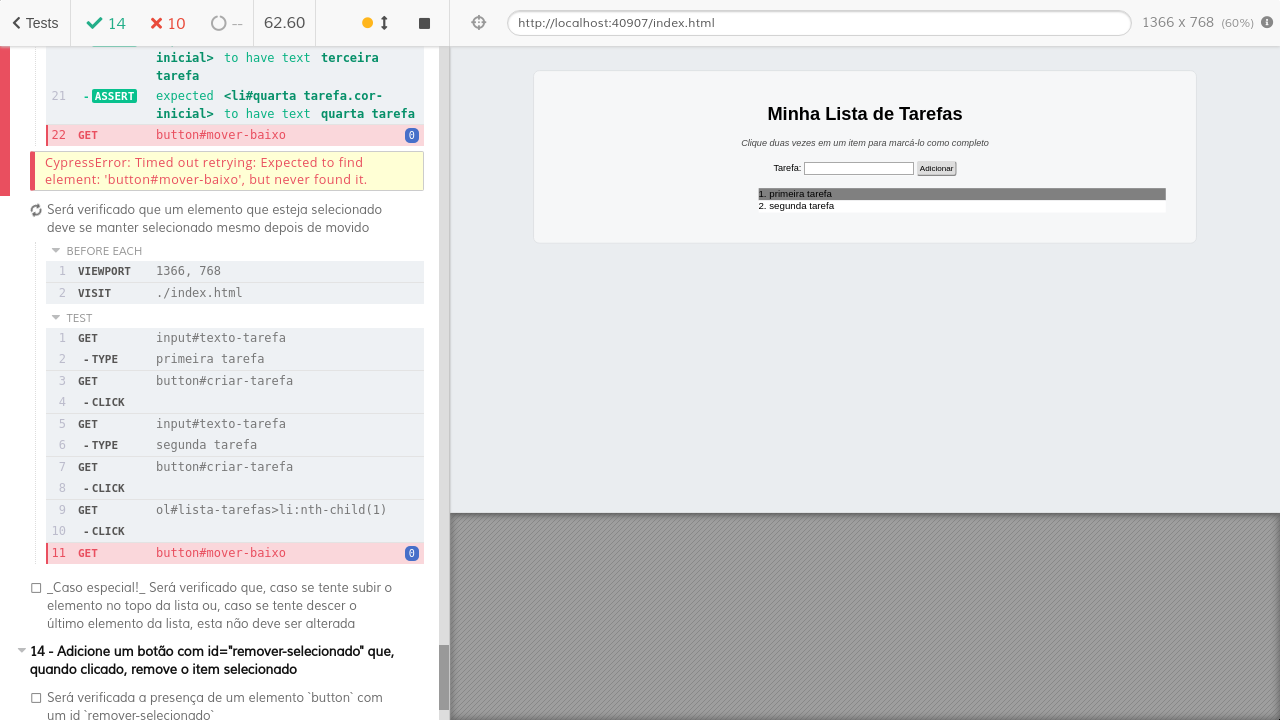 Tests 14 10 -- 62.60 http://localhost:40907/index.html 1366 x 768 (60%)
inicial> to have text terceira
tarefa
21 - ASSERT expected <li#quarta tarefa.cor-
inicial> to have text quarta tarefa
22 GET button#mover-baixo 0
CypressError: Timed out retrying: Expected to find
element: 'button#mover-baixo', but never found it.
Será verificado que um elemento que esteja selecionado
deve se manter selecionado mesmo depois de movido
BEFORE EACH
1 VIEWPORT 1366, 768
2 VISIT ./index.html
TEST
1 GET input#texto-tarefa
2 - TYPE primeira tarefa
3 GET button#criar-tarefa
4 - CLICK
5 GET input#texto-tarefa
6 - TYPE segunda tarefa
7 GET button#criar-tarefa
8 - CLICK
9 GET ol#lista-tarefas>li:nth-child(1)
10 - CLICK
11 GET button#mover-baixo 0
_Caso especial!_ Será verificado que, caso se tente subir o
elemento no topo da lista ou, caso se tente descer o
último elemento da lista, esta não deve ser alterada
14 - Adicione um botão com id="remover-selecionado" que,
quando clicado, remove o item selecionado
Será verificada a presença de um elemento `button` com
um id `remover-selecionado`
Minha Lista de Tarefas
Clique duas vezes em um item para marcá-lo como completo
Tarefa: Adicionar
1. primeira tarefa
2. segunda tarefa